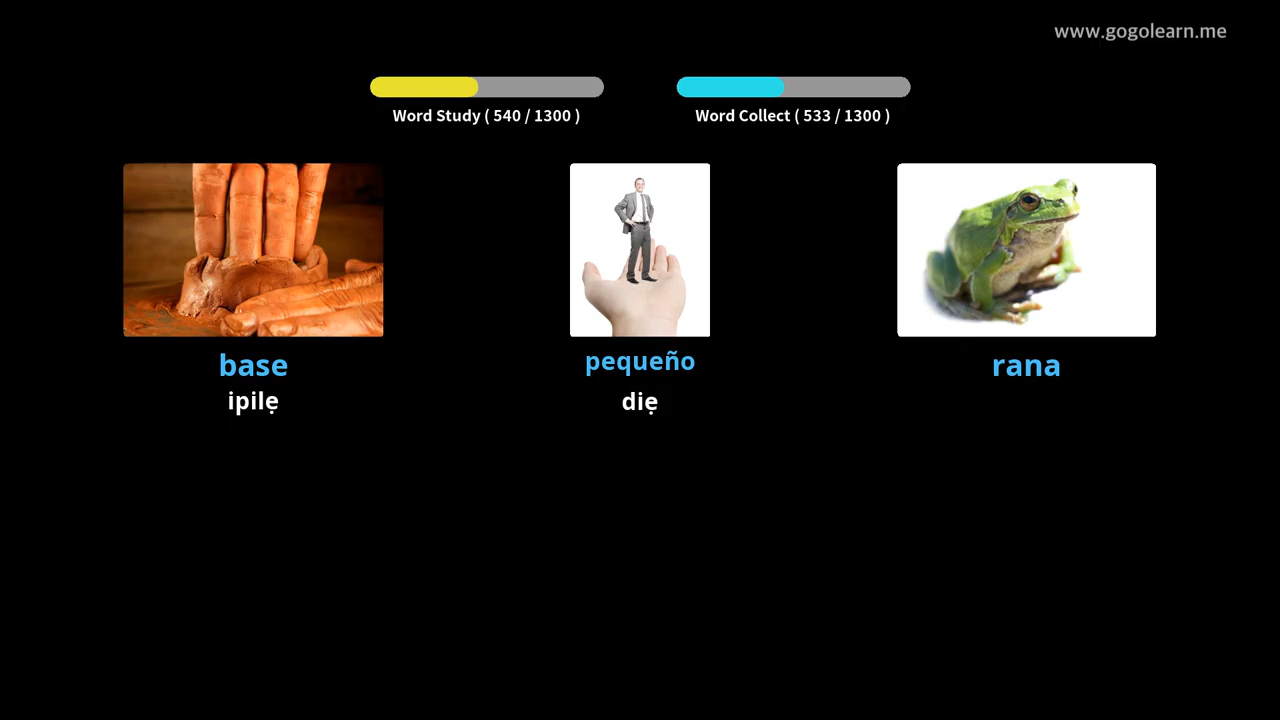 www.gogolearn.me
Word Study ( 540 / 1300 )
Word Collect ( 533 / 1300 )
base
ipilẹ
pequeño
diẹ
rana